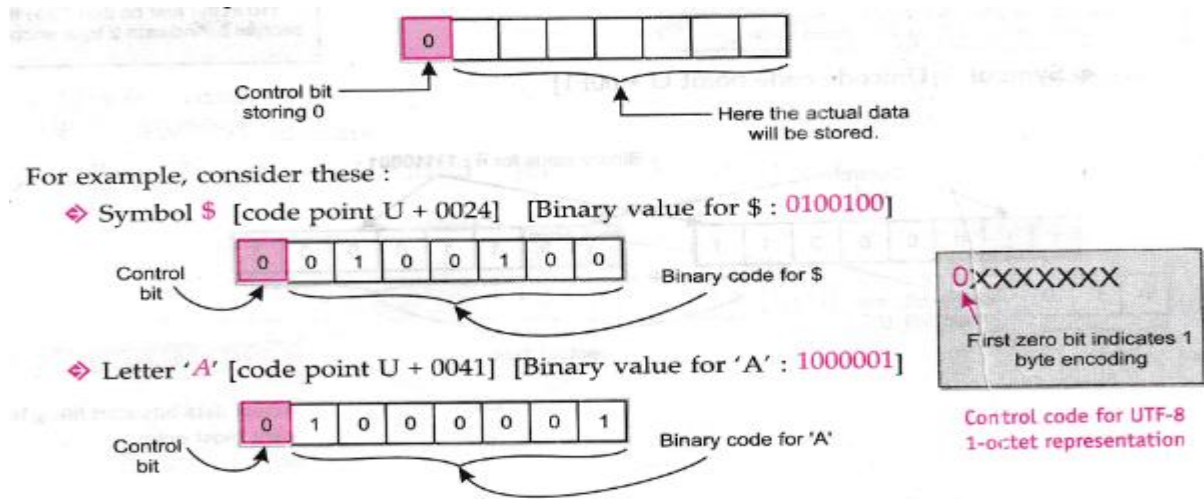 0
Control bit
storing 0
Here the actual data
will be stored.
For example, consider these :
Symbol $ [code point U + 0024] [Binary value for $ : 0100100]
0 0 1 0 0 1 0 0
Control
bit
Binary code for $
0XXXXXXX
First zero bit indicates 1
byte encoding
Control code for UTF-8
1-octet representation
Letter ‘A’ [code point U + 0041] [Binary value for ‘A’ : 1000001]
0 1 0 0 0 0 0 1
Control
bit
Binary code for 'A'